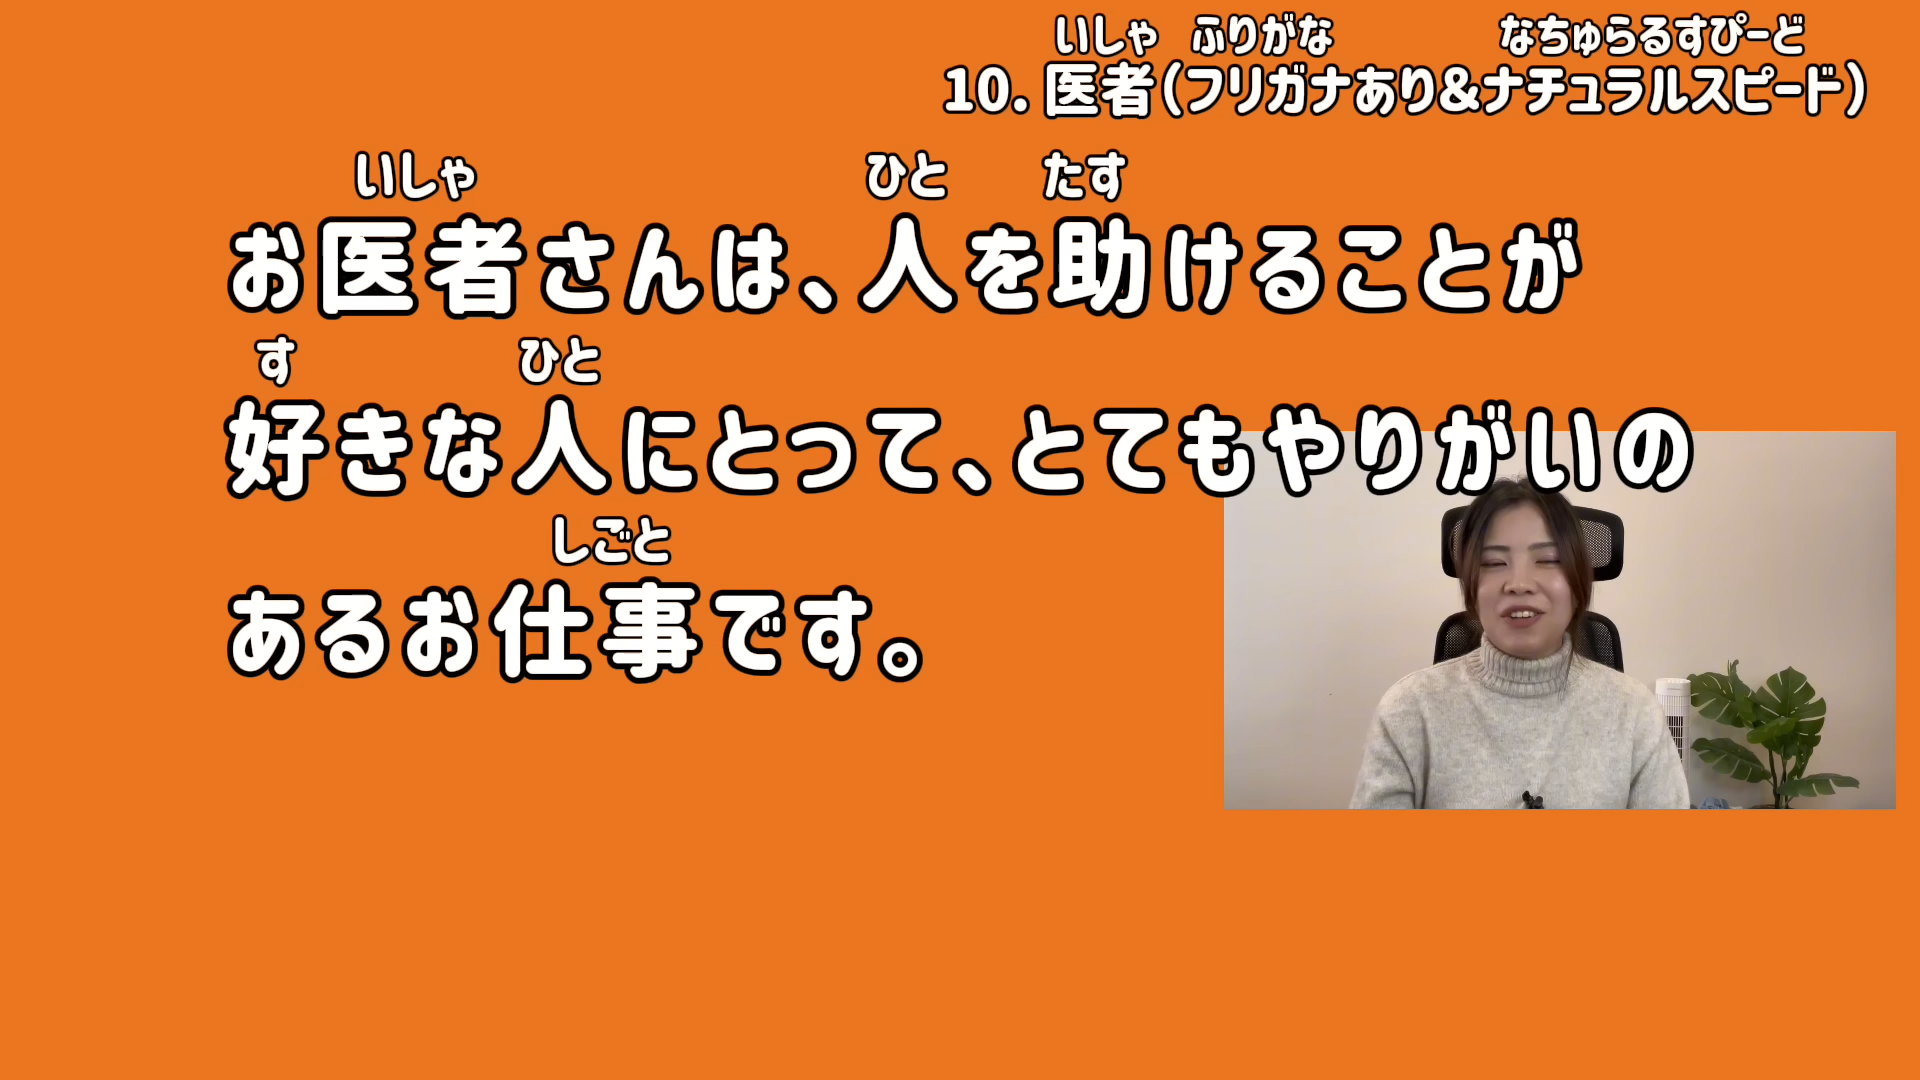 いしゃ ふりがな なちゅらるすぴーど
10. 医者(フリガナあり&ナチュラルスピード)
いしゃ ひと たす
お医者さんは、人を助けることが
す ひと
好きな人にとって、とてもやりがいの
しごと
あるお仕事です。